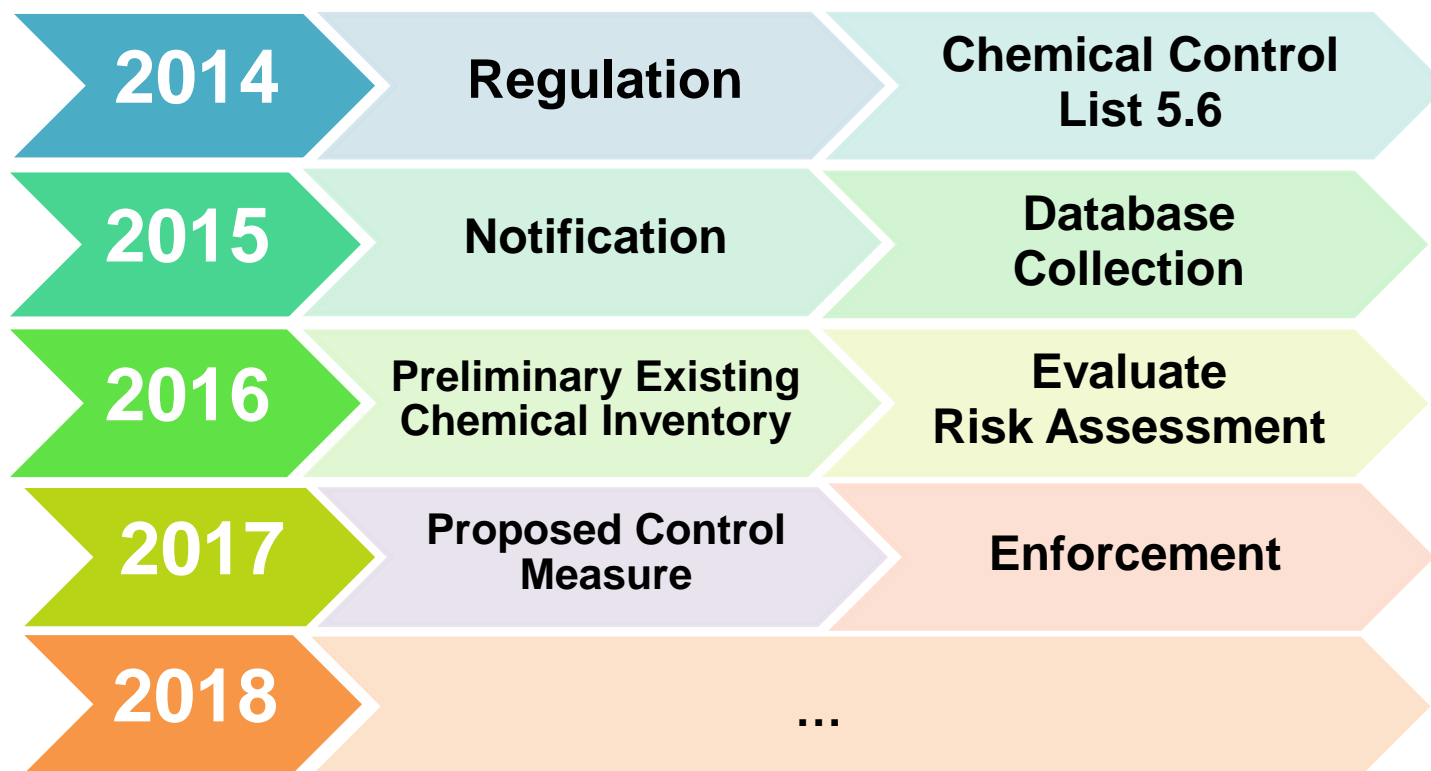 2014
Regulation
Chemical Control
List 5.6
2015
Notification
Database
Collection
2016
Preliminary Existing
Chemical Inventory
Evaluate
Risk Assessment
2017
Proposed Control
Measure
Enforcement
2018
...